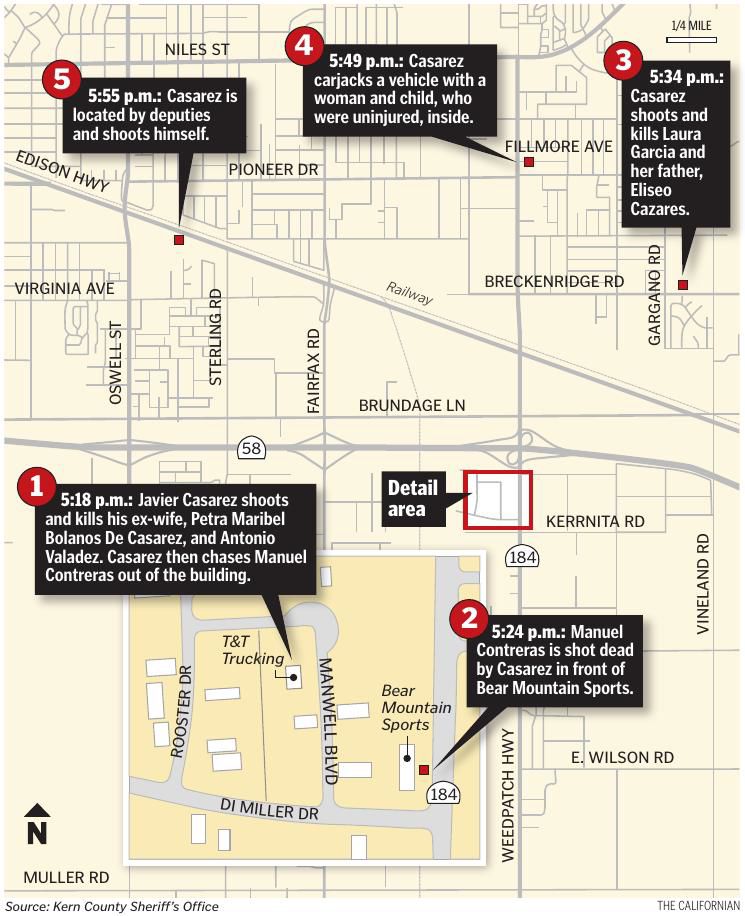 1/4 MILE
NILES ST
5
5:55 p.m.: Casarez is
located by deputies
and shoots himself.
4
5:49 p.m.: Casarez
carjacks a vehicle with a
woman and child, who
were uninjured, inside.
3
5:34 p.m.:
Casarez
shoots and
kills Laura
Garcia and
her father,
Eliseo
Cazares.
FILLMORE AVE
EDISON HWY
PIONEER DR
VIRGINIA AVE
Railway
BRECKENRIDGE RD
GARGANO RD
OSWELL ST
STERLING RD
FAIRFAX RD
BRUNDAGE LN
58
Detail
area
KERRNITA RD
184
VINELAND RD
1
5:18 p.m.: Javier Casarez shoots
and kills his ex-wife, Petra Maribel
Bolanos De Casarez, and Antonio
Valadez. Casarez then chases Manuel
Contreras out of the building.
2
5:24 p.m.: Manuel
Contreras is shot dead
by Casarez in front of
Bear Mountain Sports.
T&T
Trucking
ROOSTER DR
MANWELL BLVD
Bear
Mountain
Sports
184
DI MILLER DR
WEEDPATCH HWY
E. WILSON RD
N
MULLER RD
Source: Kern County Sheriff's Office
THE CALIFORNIAN